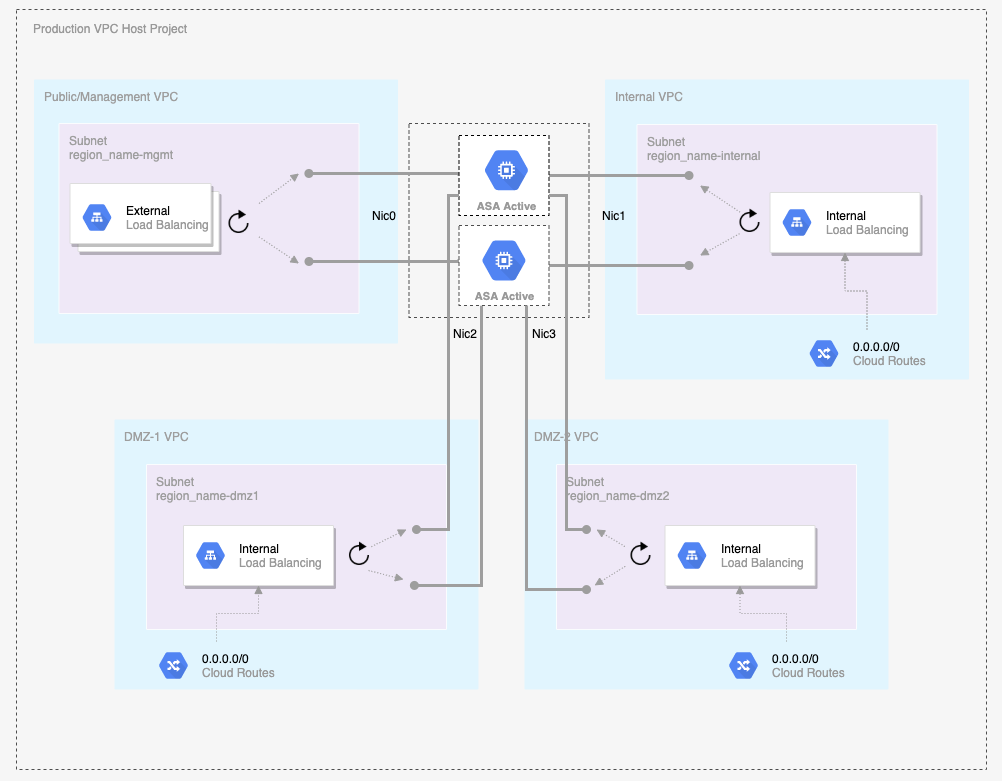 Production VPC Host Project
Public/Management VPC
Subnet
region_name-mgmt
External
Load Balancing
Nic0
ASA Active
ASA Active
Nic1
Internal VPC
Subnet
region_name-internal
Internal
Load Balancing
0.0.0.0/0
Cloud Routes
Nic2
Nic3
DMZ-1 VPC
Subnet
region_name-dmz1
Internal
Load Balancing
0.0.0.0/0
Cloud Routes
DMZ-2 VPC
Subnet
region_name-dmz2
Internal
Load Balancing
0.0.0.0/0
Cloud Routes